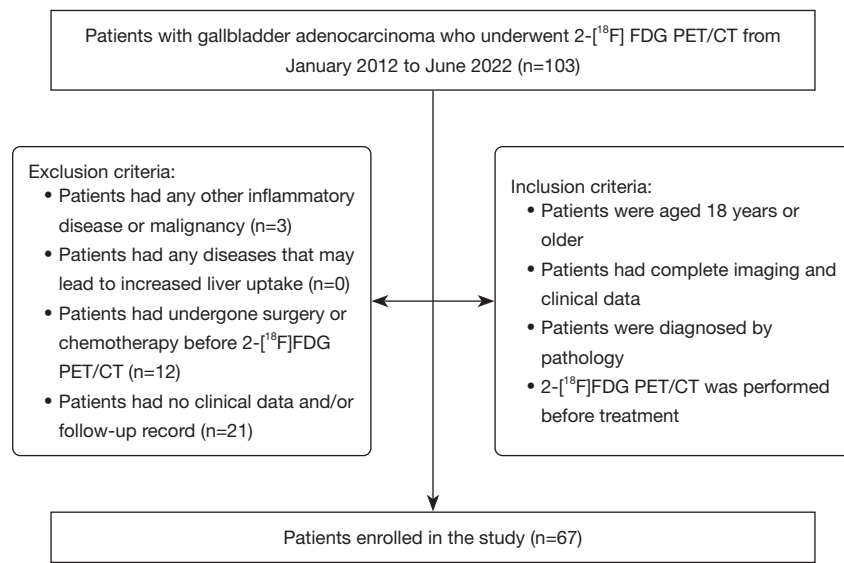 Patients with gallbladder adenocarcinoma who underwent 2-[¹⁸F] FDG PET/CT from
January 2012 to June 2022 (n=103)
Exclusion criteria:
• Patients had any other inflammatory
disease or malignancy (n=3)
• Patients had any diseases that may
lead to increased liver uptake (n=0)
• Patients had undergone surgery or
chemotherapy before 2-[¹⁸F]FDG
PET/CT (n=12)
• Patients had no clinical data and/or
follow-up record (n=21)
Inclusion criteria:
• Patients were aged 18 years or
older
• Patients had complete imaging and
clinical data
• Patients were diagnosed by
pathology
• 2-[¹⁸F]FDG PET/CT was performed
before treatment
Patients enrolled in the study (n=67)